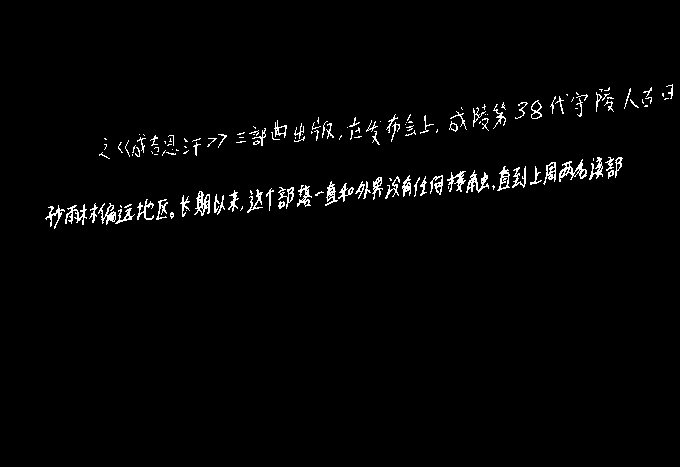 之《成吉思汗》三部曲出版,在发布会上,成陵第38代守陵人古日
抄雨林偏远地区。长期以来,这个部落一直和外界没有任何接触,直到上周两名该部